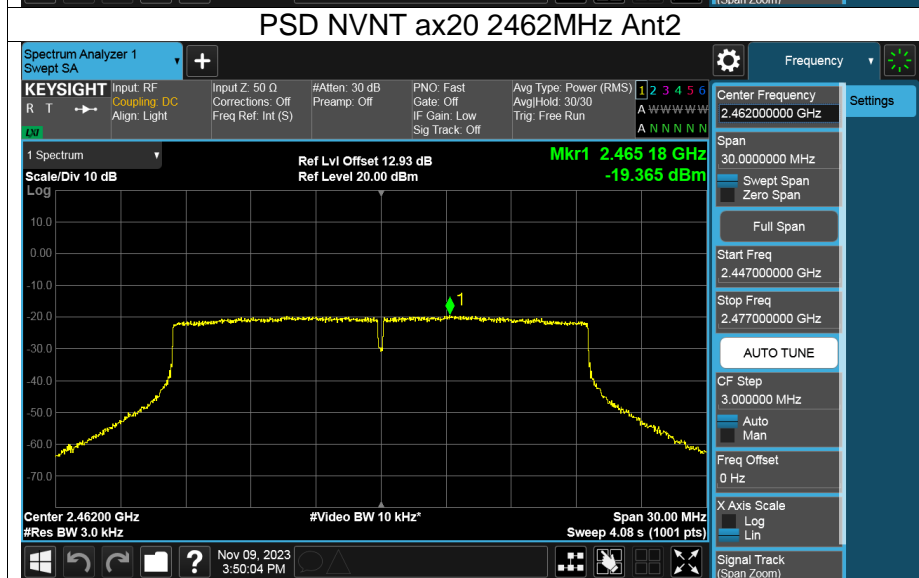 (Span Zoom)
PSD NVNT ax20 2462MHz Ant2
Spectrum Analyzer 1
Swept SA
+
Frequency
KEYSIGHT
R T
LXI
Input: RF
Coupling: DC
Align: Light
Input Z: 50 Ω
Corrections: Off
Freq Ref: Int (S)
#Atten: 30 dB
Preamp: Off
PNO: Fast
Gate: Off
IF Gain: Low
Sig Track: Off
Avg Type: Power (RMS)
Avg|Hold: 30/30
Trig: Free Run
1 2 3 4 5 6
A W W W W W
A N N N N N
Center Frequency
2.462000000 GHz
Settings
1 Spectrum
Scale/Div 10 dB
Ref Lvl Offset 12.93 dB
Ref Level 20.00 dBm
Mkr1 2.465 18 GHz
-19.365 dBm
Span
30.0000000 MHz
Swept Span
Zero Span
Full Span
Start Freq
2.447000000 GHz
Stop Freq
2.477000000 GHz
AUTO TUNE
CF Step
3.000000 MHz
Auto
Man
Freq Offset
0 Hz
X Axis Scale
Log
Lin
Signal Track
(Span Zoom)
Log
10.0
0.00
-10.0
-20.0
-30.0
-40.0
-50.0
-60.0
-70.0
1
Center 2.46200 GHz
#Res BW 3.0 kHz
#Video BW 10 kHz*
Span 30.00 MHz
Sweep 4.08 s (1001 pts)
?
Nov 09, 2023
3:50:04 PM